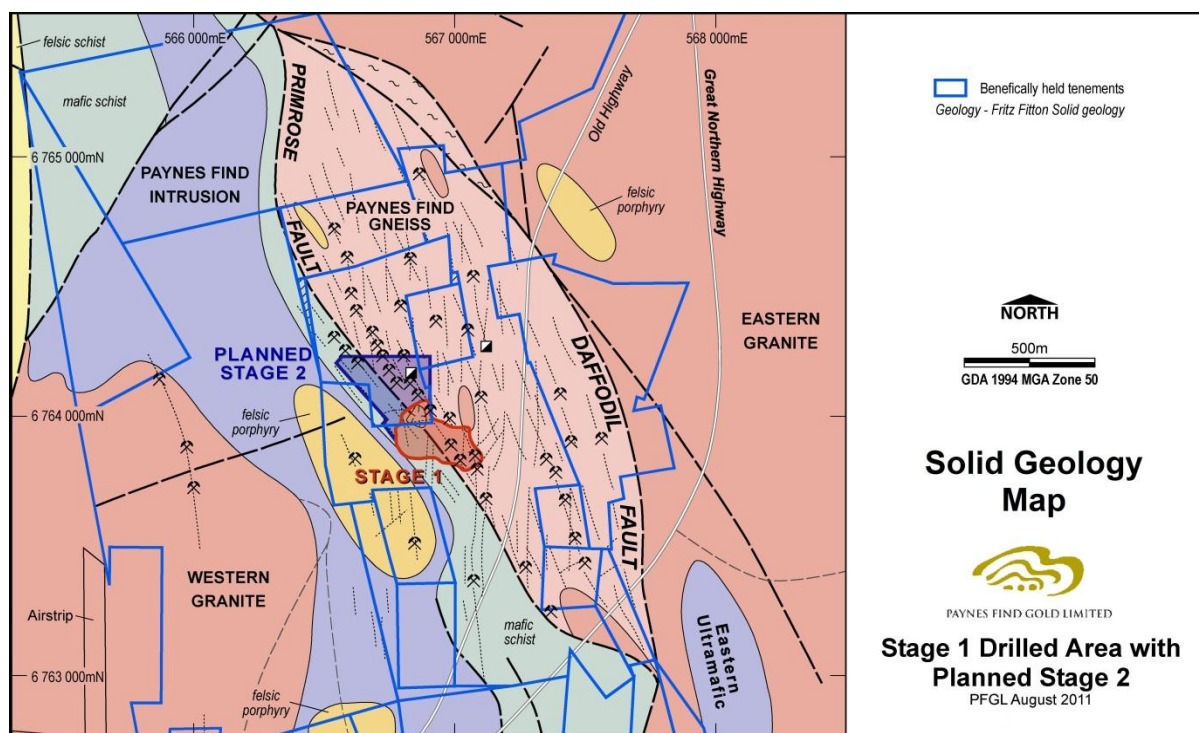 566 000mE
567 000mE
568 000mE
felsic schist
mafic schist
6 765 000mN
PAYNES FIND
INTRUSION
PRIMROSE
FAULT
PAYNES FIND
GNEISS
Old Highway
Great Northern Highway
felsic
porphyry
EASTERN
GRANITE
DAFFODIL
FAULT
PLANNED
STAGE 2
6 764 000mN
felsic
porphyry
STAGE 1
WESTERN
GRANITE
Airstrip
mafic
schist
Eastern
Ultramafic
6 763 000mN
felsic
porphyry
Benefically held tenements
Geology - Fritz Fitton Solid geology
NORTH
500m
GDA 1994 MGA Zone 50
Solid Geology
Map
PAYNES FIND GOLD LIMITED
Stage 1 Drilled Area with
Planned Stage 2
PFGL August 2011